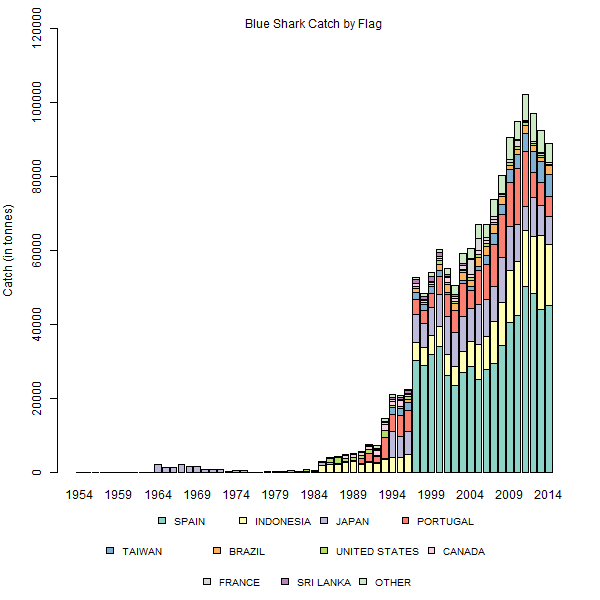 Blue Shark Catch by Flag
Catch (in tonnes)
120000
100000
80000
60000
40000
20000
0
1954 1959 1964 1969 1974 1979 1984 1989 1994 1999 2004 2009 2014
SPAIN INDONESIA JAPAN PORTUGAL
TAIWAN BRAZIL UNITED STATES CANADA
FRANCE SRI LANKA OTHER